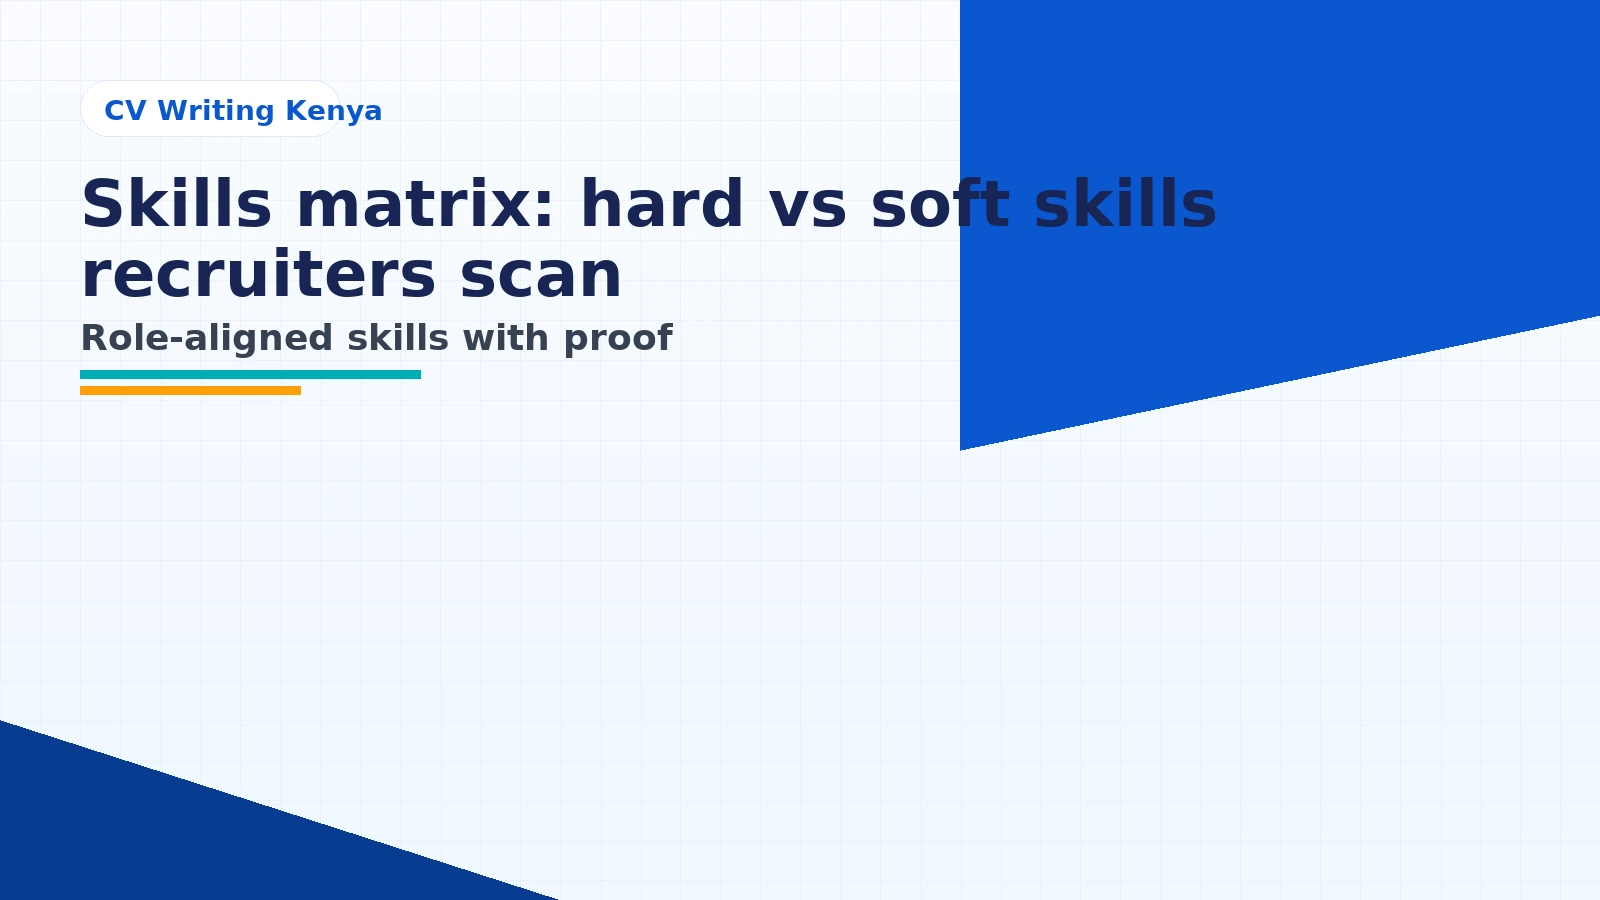 CV Writing Kenya
Skills matrix: hard vs soft skills
recruiters scan
Role-aligned skills with proof